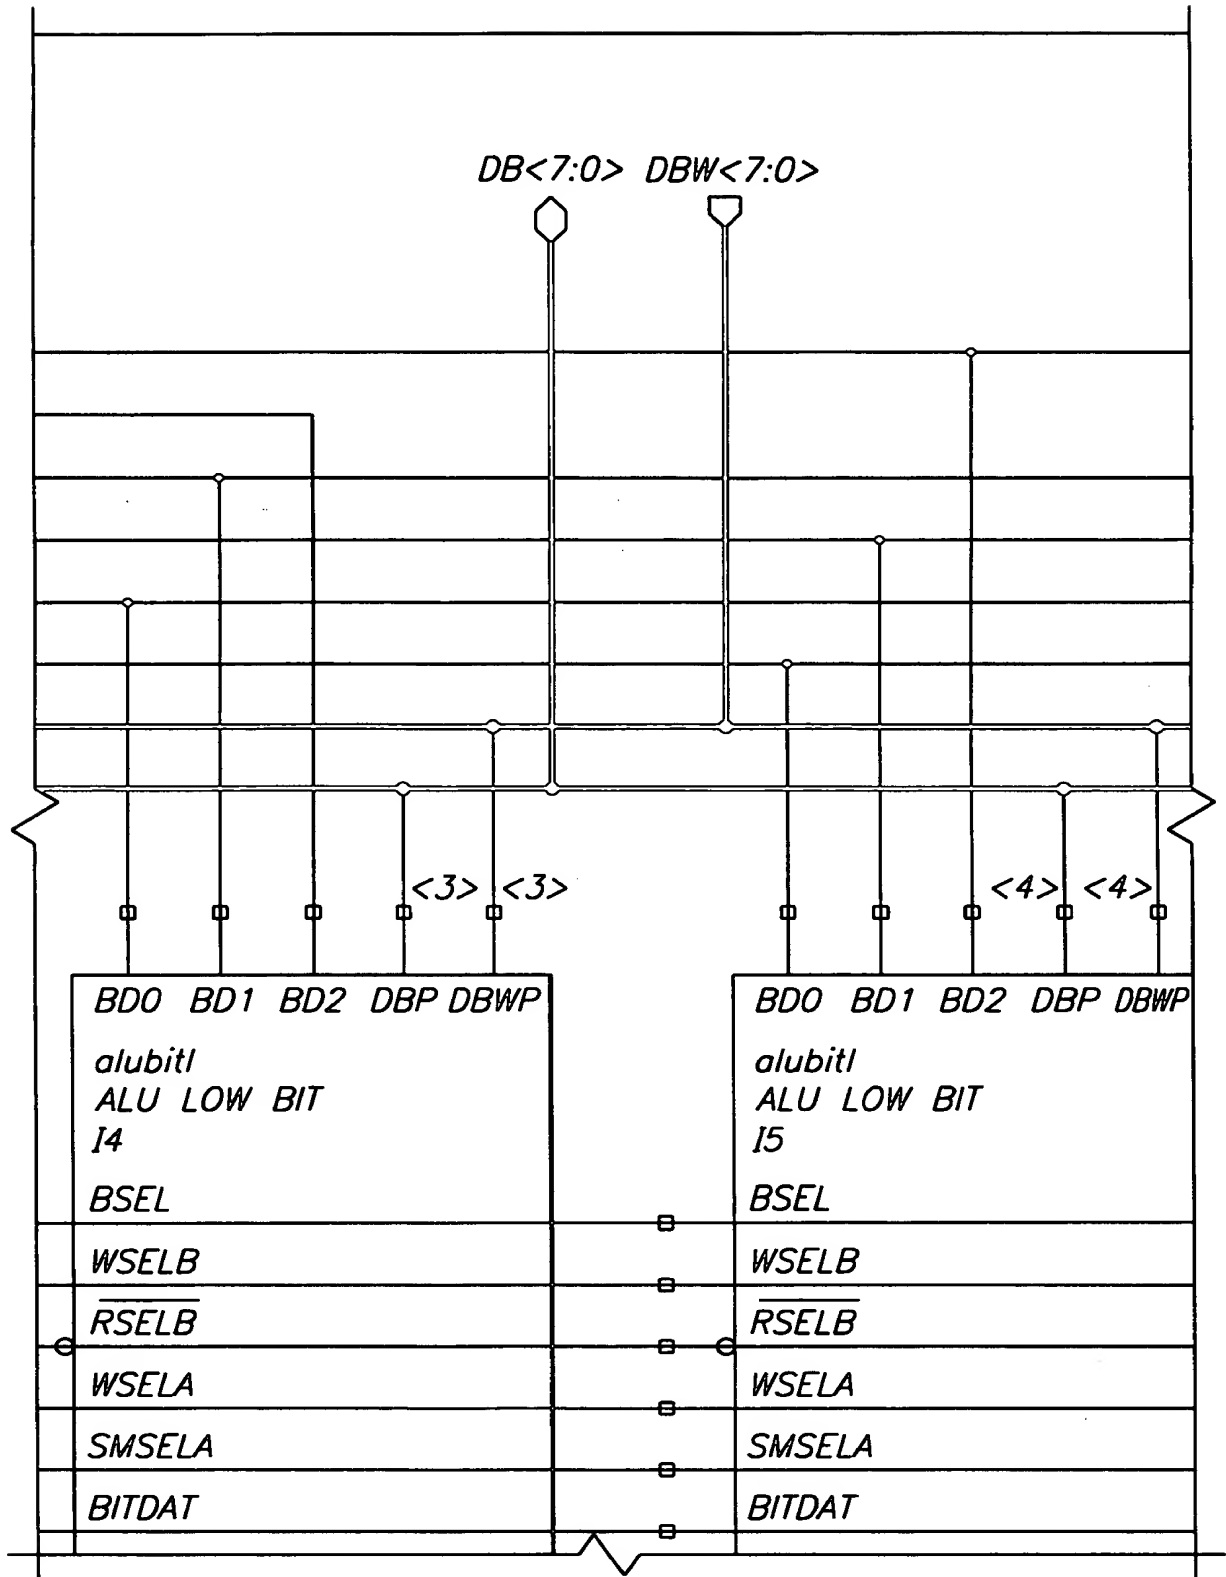 DB<7:0> DBW<7:0>
<3> <3> <4> <4>
BD0 BD1 BD2 DBP DBWP BD0 BD1 BD2 DBP DBWP
alubitl alubitl
ALU LOW BIT ALU LOW BIT
I4 I5
BSEL BSEL
WSELB WSELB
R̅S̅E̅L̅B̅ R̅S̅E̅L̅B̅
WSELA WSELA
SMSELA SMSELA
BITDAT BITDAT